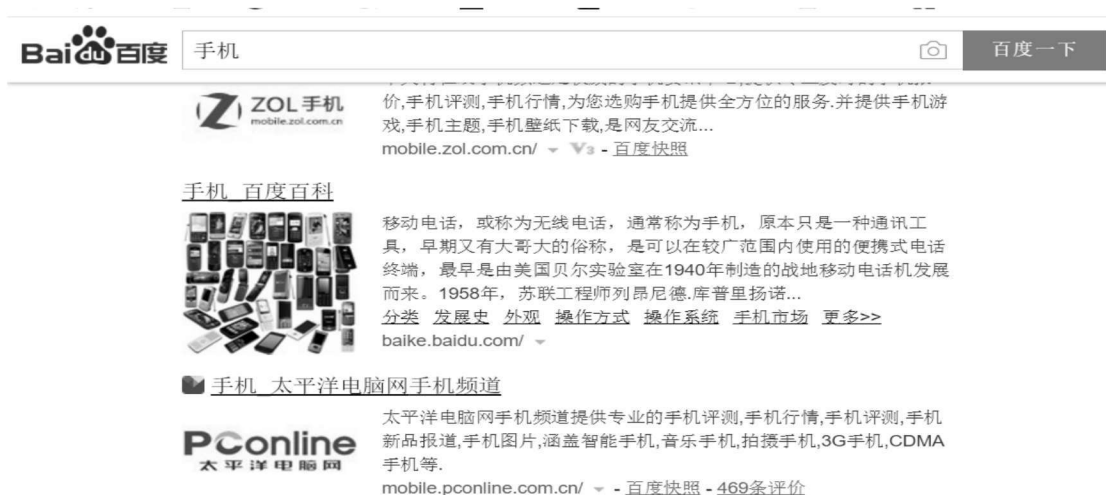 Bai du 百度
手机
百度一下
ZOL 手机
mobile.zol.com.cn
价,手机评测,手机行情,为您选购手机提供全方位的服务.并提供手机游
戏,手机主题,手机壁纸下载,是网友交流...
mobile.zol.com.cn/ V3 - 百度快照
手机_百度百科
移动电话，或称为无线电话，通常称为手机，原本只是一种通讯工
具，早期又有大哥大的俗称，是可以在较广范围内使用的便携式电话
终端，最早是由美国贝尔实验室在1940年制造的战地移动电话机发展
而来。1958年，苏联工程师列昂尼德.库普里扬诺...
分类 发展史 外观 操作方式 操作系统 手机市场 更多>>
baike.baidu.com/
手机_太平洋电脑网手机频道
PConline
太平洋电脑网
太平洋电脑网手机频道提供专业的手机评测,手机行情,手机评测,手机
新品报道,手机图片,涵盖智能手机,音乐手机,拍摄手机,3G手机,CDMA
手机等.
mobile.pconline.com.cn/ - 百度快照 - 469条评价